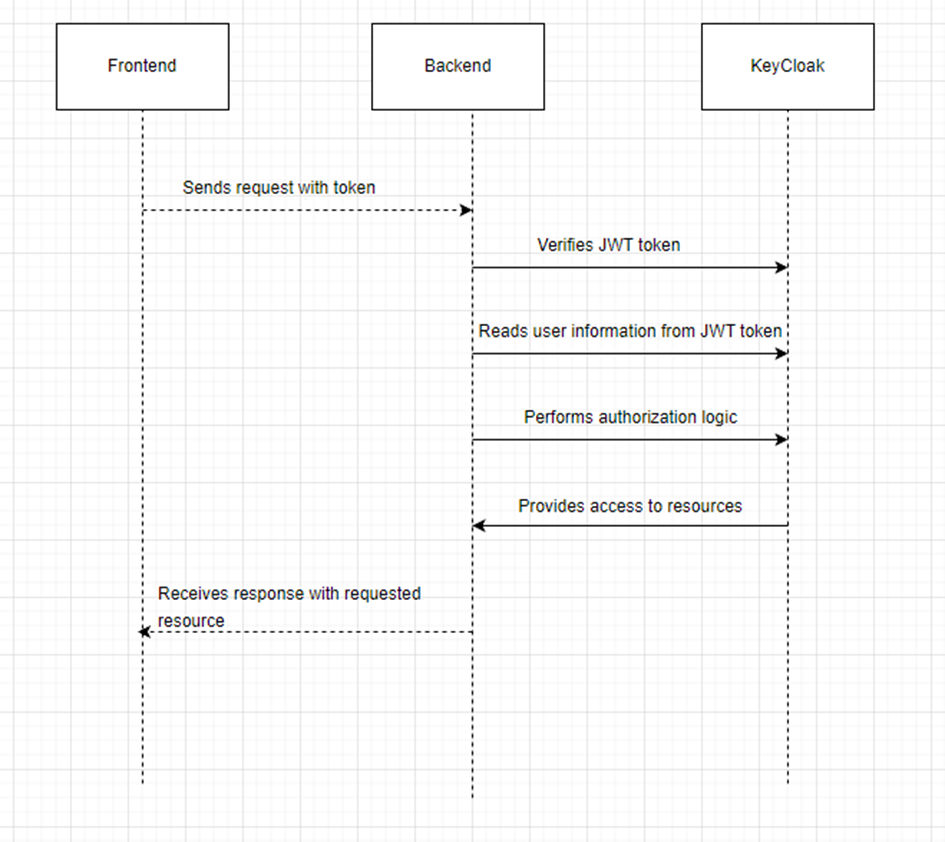 Frontend
Backend
KeyCloak
Sends request with token
Verifies JWT token
Reads user information from JWT token
Performs authorization logic
Provides access to resources
Receives response with requested
resource